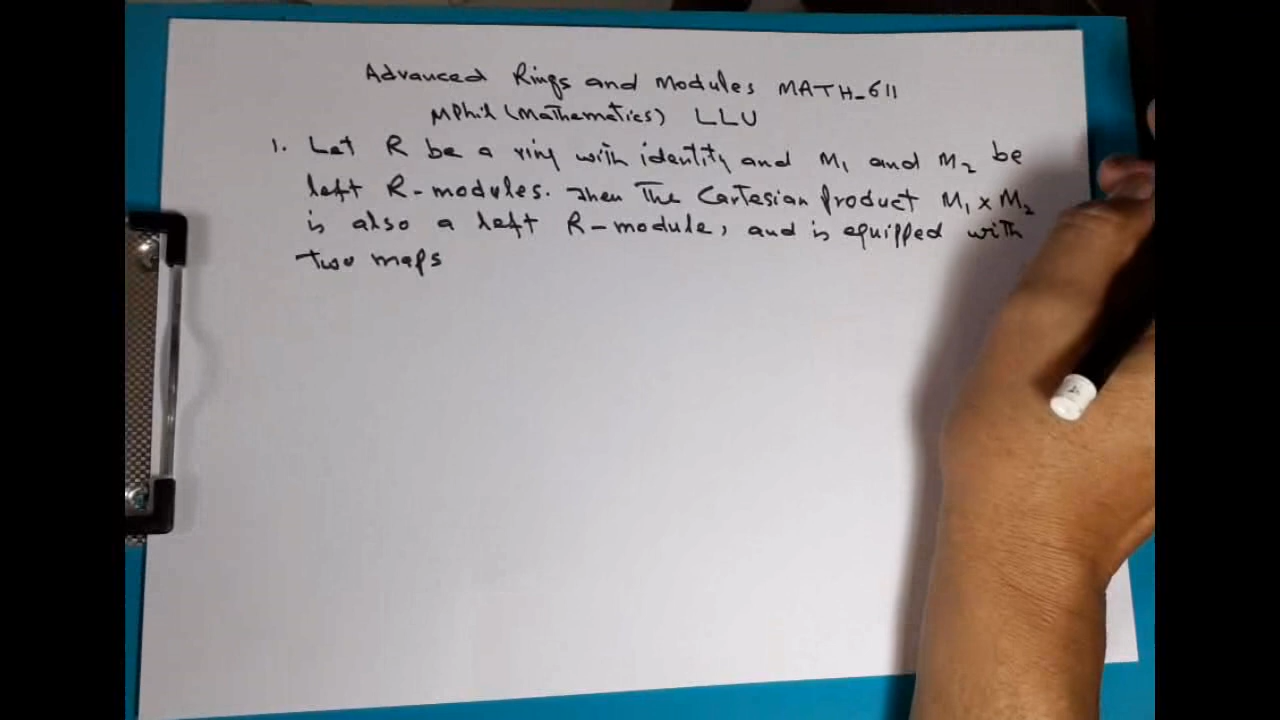 Advanced Rings and Modules MATH-611
MPhil (Mathematics) LLU
1. Let R be a ring with identity and M₁ and M₂ be
left R-modules. Then The Cartesian Product M₁ × M₂
is also a left R-module, and is equipped with
Two maps